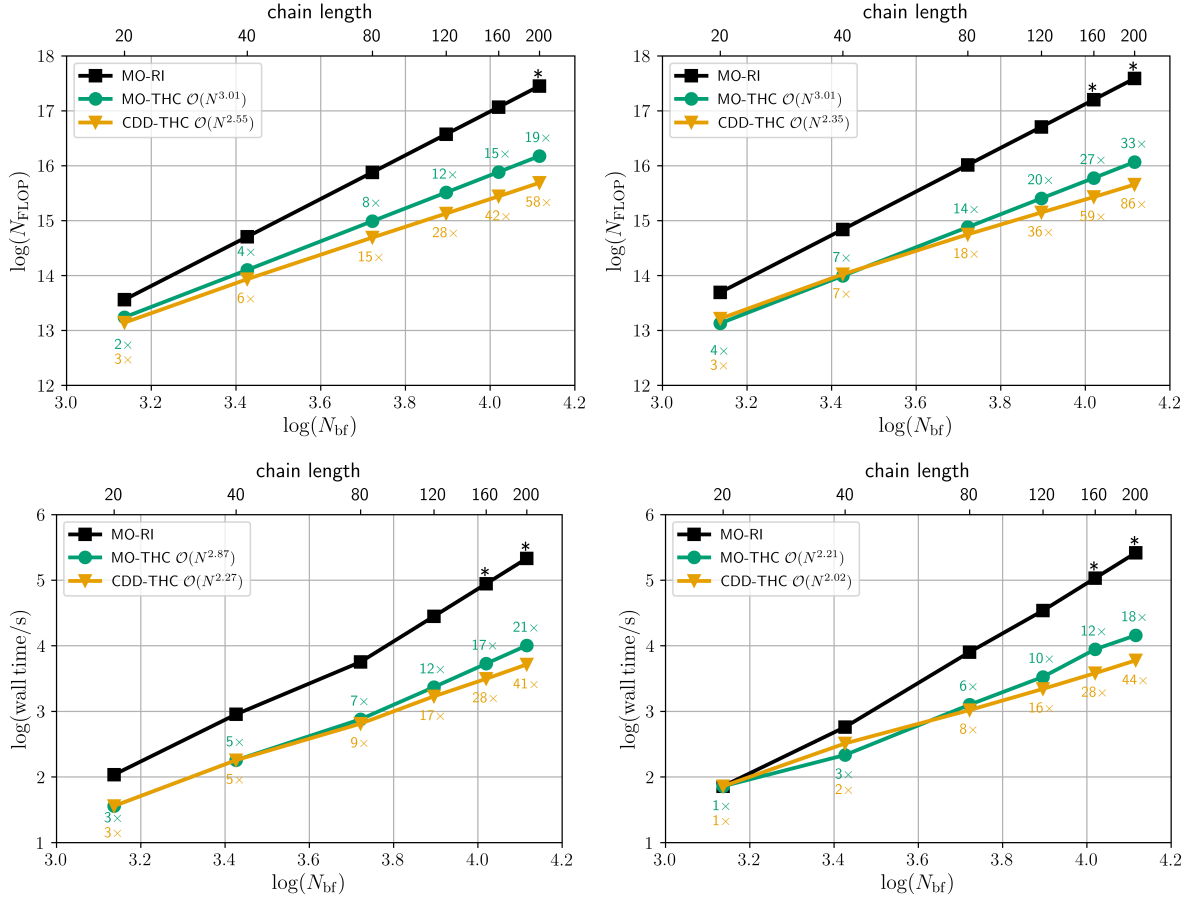 chain length
20 40 80 120 160 200
18
17
16
15
14
13
12
log(N_FLOP)
MO-RI
MO-THC O(N^3.01)
CDD-THC O(N^2.55)
*
2× 4× 8× 12× 15× 19×
3× 6× 15× 28× 42× 58×
3.0 3.2 3.4 3.6 3.8 4.0 4.2
log(N_bf)
chain length
20 40 80 120 160 200
18
17
16
15
14
13
12
log(N_FLOP)
MO-RI
MO-THC O(N^3.01)
CDD-THC O(N^2.35)
* *
4× 7× 14× 20× 27× 33×
3× 7× 18× 36× 59× 86×
3.0 3.2 3.4 3.6 3.8 4.0 4.2
log(N_bf)
chain length
20 40 80 120 160 200
6
5
4
3
2
1
log(wall time/s)
MO-RI
MO-THC O(N^2.87)
CDD-THC O(N^2.27)
* *
3× 5× 7× 12× 17× 21×
3× 5× 9× 17× 28× 41×
3.0 3.2 3.4 3.6 3.8 4.0 4.2
log(N_bf)
chain length
20 40 80 120 160 200
6
5
4
3
2
1
log(wall time/s)
MO-RI
MO-THC O(N^2.21)
CDD-THC O(N^2.02)
* *
1× 3× 6× 10× 12× 18×
1× 2× 8× 16× 28× 44×
3.0 3.2 3.4 3.6 3.8 4.0 4.2
log(N_bf)